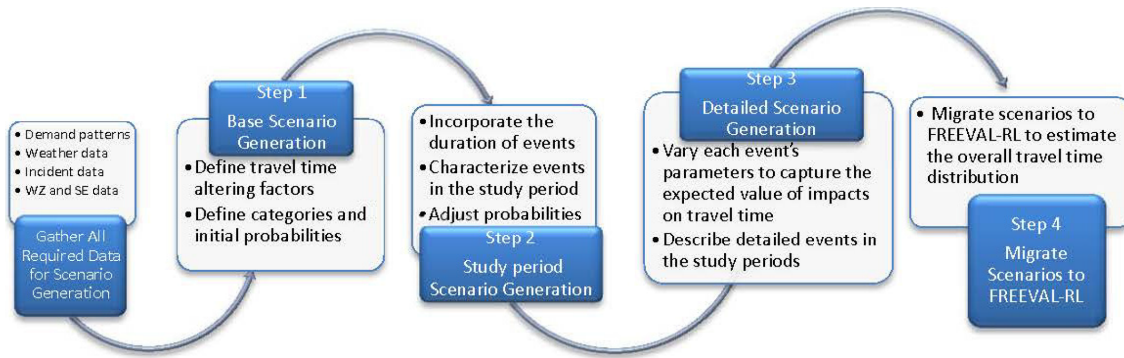 • Demand patterns
• Weather data
• Incident data
• WZ and SE data
Gather All
Required Data
for Scenario
Generation
Step 1
Base Scenario
Generation
• Define travel time
altering factors
• Define categories and
initial probabilities
• Incorporate the
duration of events
• Characterize events
in the study period
• Adjust probabilities
Step 2
Study period
Scenario Generation
Step 3
Detailed Scenario
Generation
• Vary each event's
parameters to capture the
expected value of impacts
on travel time
• Describe detailed events in
the study periods
• Migrate scenarios to
FREEVAL-RL to estimate
the overall travel time
distribution
Step 4
Migrate
Scenarios to
FREEVAL-RL